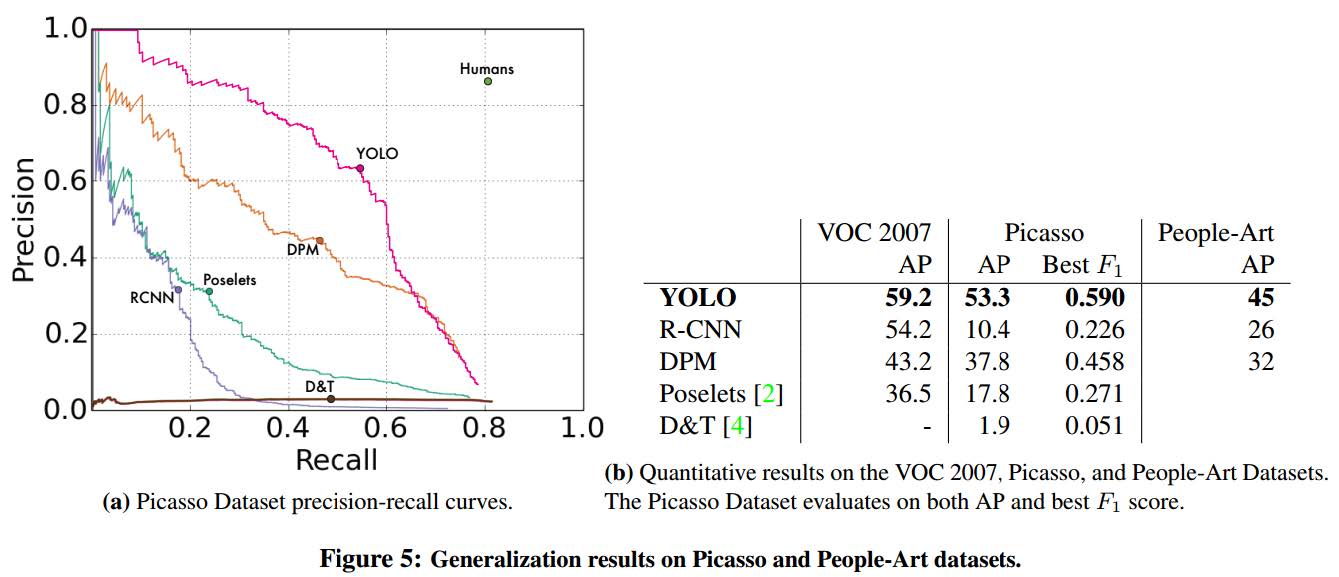 1.0
0.8
0.6
0.4
0.2
0.0
Precision
Humans
YOLO
DPM
Poselets
RCNN
D&T
0.2 0.4 0.6 0.8 1.0
Recall
(a) Picasso Dataset precision-recall curves.
VOC 2007 Picasso People-Art
AP AP Best F₁ AP
YOLO 59.2 53.3 0.590 45
R-CNN 54.2 10.4 0.226 26
DPM 43.2 37.8 0.458 32
Poselets [2] 36.5 17.8 0.271
D&T [4] - 1.9 0.051
(b) Quantitative results on the VOC 2007, Picasso, and People-Art Datasets.
The Picasso Dataset evaluates on both AP and best F₁ score.
Figure 5: Generalization results on Picasso and People-Art datasets.